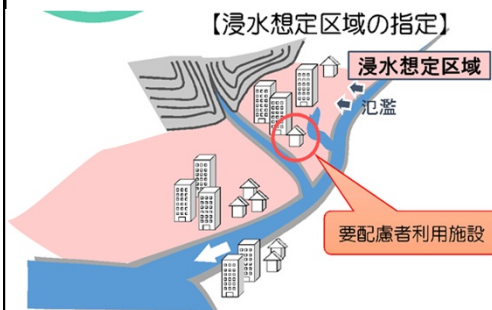 【浸水想定区域の指定】
浸水想定区域
氾濫
要配慮者利用施設